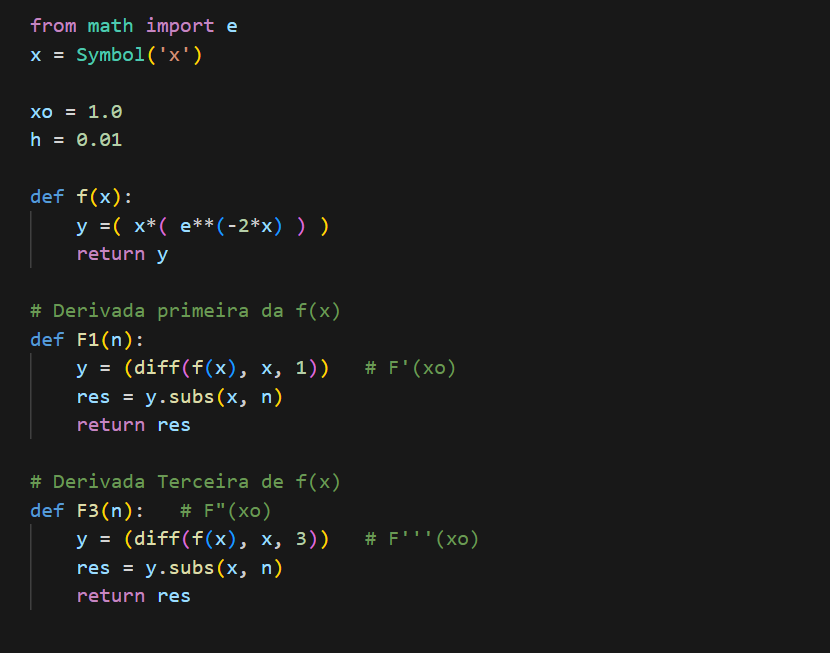 from math import e
x = Symbol('x')
xo = 1.0
h = 0.01
def f(x):
    y =( x*( e**(-2*x) ) )
    return y
# Derivada primeira da f(x)
def F1(n):
    y = (diff(f(x), x, 1))   # F'(xo)
    res = y.subs(x, n)
    return res
# Derivada Terceira de f(x)
def F3(n):   # F"(xo)
    y = (diff(f(x), x, 3))   # F'''(xo)
    res = y.subs(x, n)
    return res